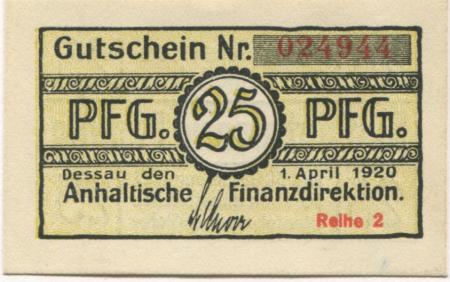 Gutschein Nr. 024944
PFG. 25 PFG.
Dessau den 1. April 1920
Anhaltische Finanzdirektion.
Reihe 2